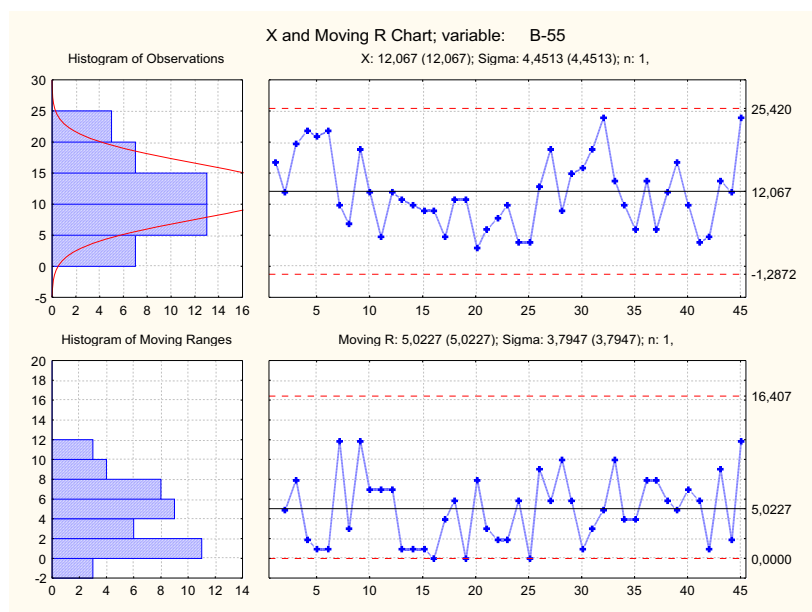 X and Moving R Chart; variable: B-55
Histogram of Observations
X: 12,067 (12,067); Sigma: 4,4513 (4,4513); n: 1,
30
25
20
15
10
5
0
-5
0 2 4 6 8 10 12 14 16
25,420
12,067
-1,2872
5 10 15 20 25 30 35 40 45
Histogram of Moving Ranges
Moving R: 5,0227 (5,0227); Sigma: 3,7947 (3,7947); n: 1,
20
18
16
14
12
10
8
6
4
2
0
-2
0 2 4 6 8 10 12 14
16,407
5,0227
0,0000
5 10 15 20 25 30 35 40 45